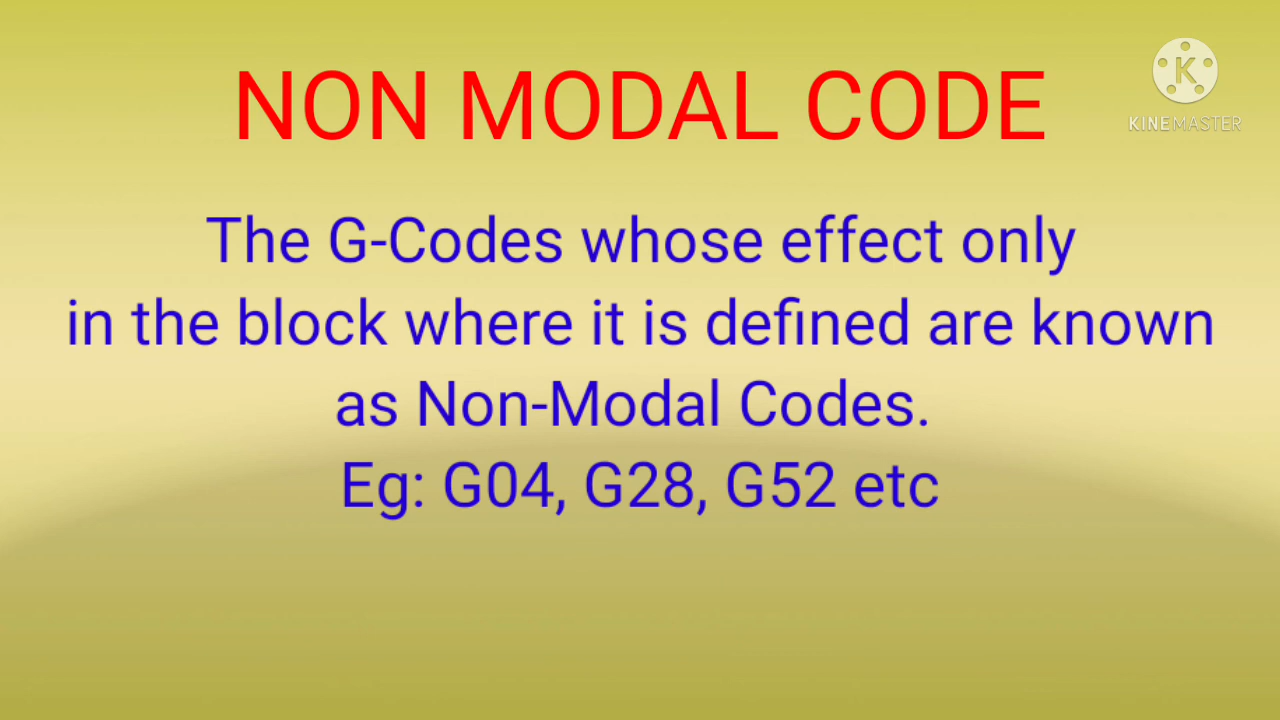 NON MODAL CODE
K
KINEMASTER
The G-Codes whose effect only
in the block where it is defined are known
as Non-Modal Codes.
Eg: G04, G28, G52 etc